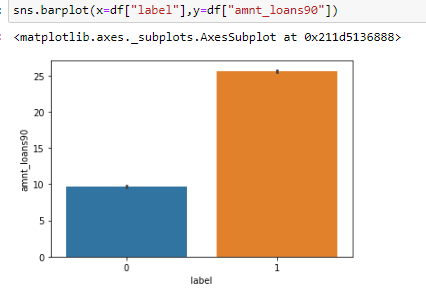 sns.barplot(x=df["label"],y=df["amnt_loans90"])
<matplotlib.axes._subplots.AxesSubplot at 0x211d5136888>
25
20
15
10
5
0
amnt_loans90
0 1
label